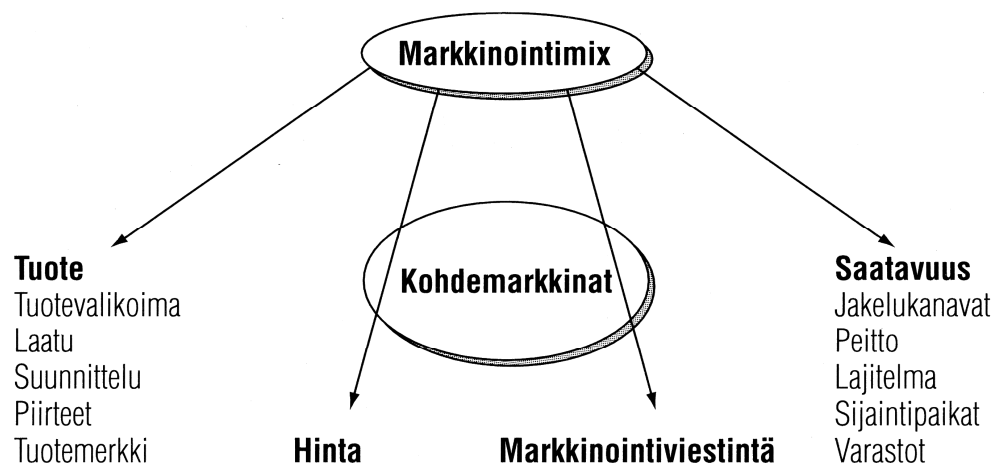 Markkinointimix
Kohdemarkkinat
Tuote
Tuotevalikoima
Laatu
Suunnittelu
Piirteet
Tuotemerkki
Hinta
Markkinointiviestintä
Saatavuus
Jakelukanavat
Peitto
Lajitelma
Sijaintipaikat
Varastot